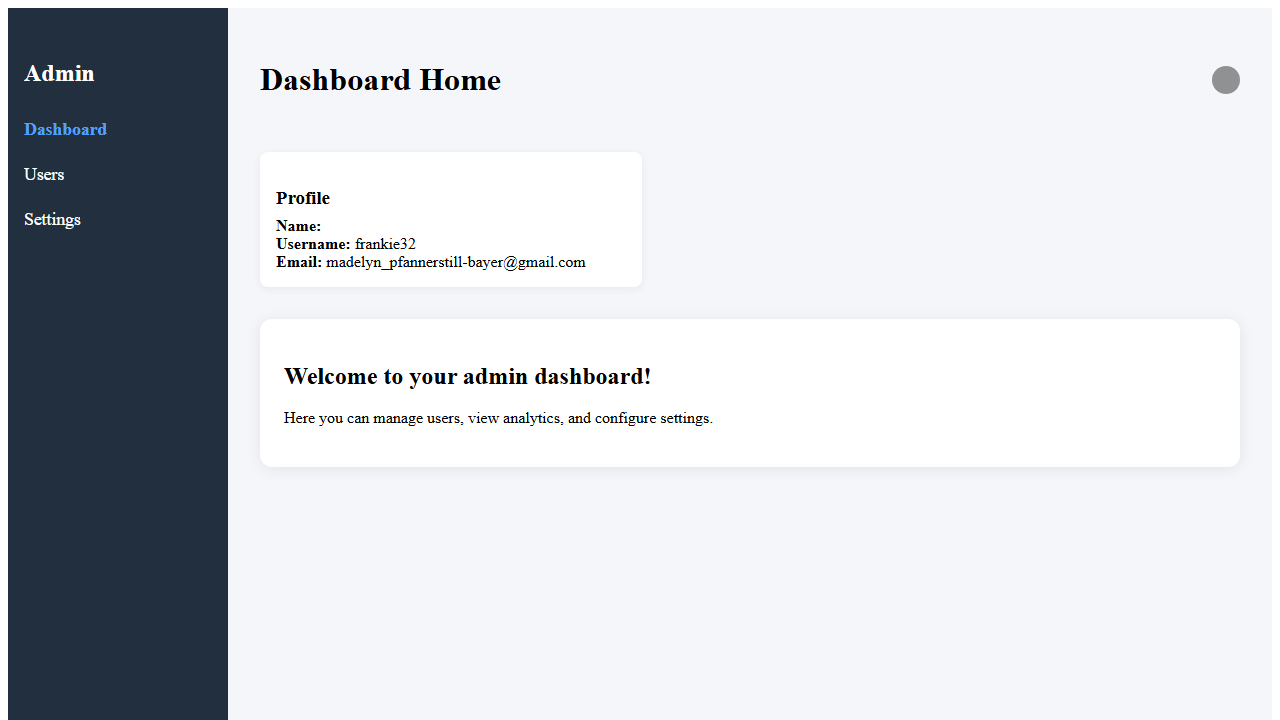 Admin
Dashboard
Users
Settings
Dashboard Home
Profile
Name:
Username: frankie32
Email: madelyn_pfannerstill-bayer@gmail.com
Welcome to your admin dashboard!
Here you can manage users, view analytics, and configure settings.